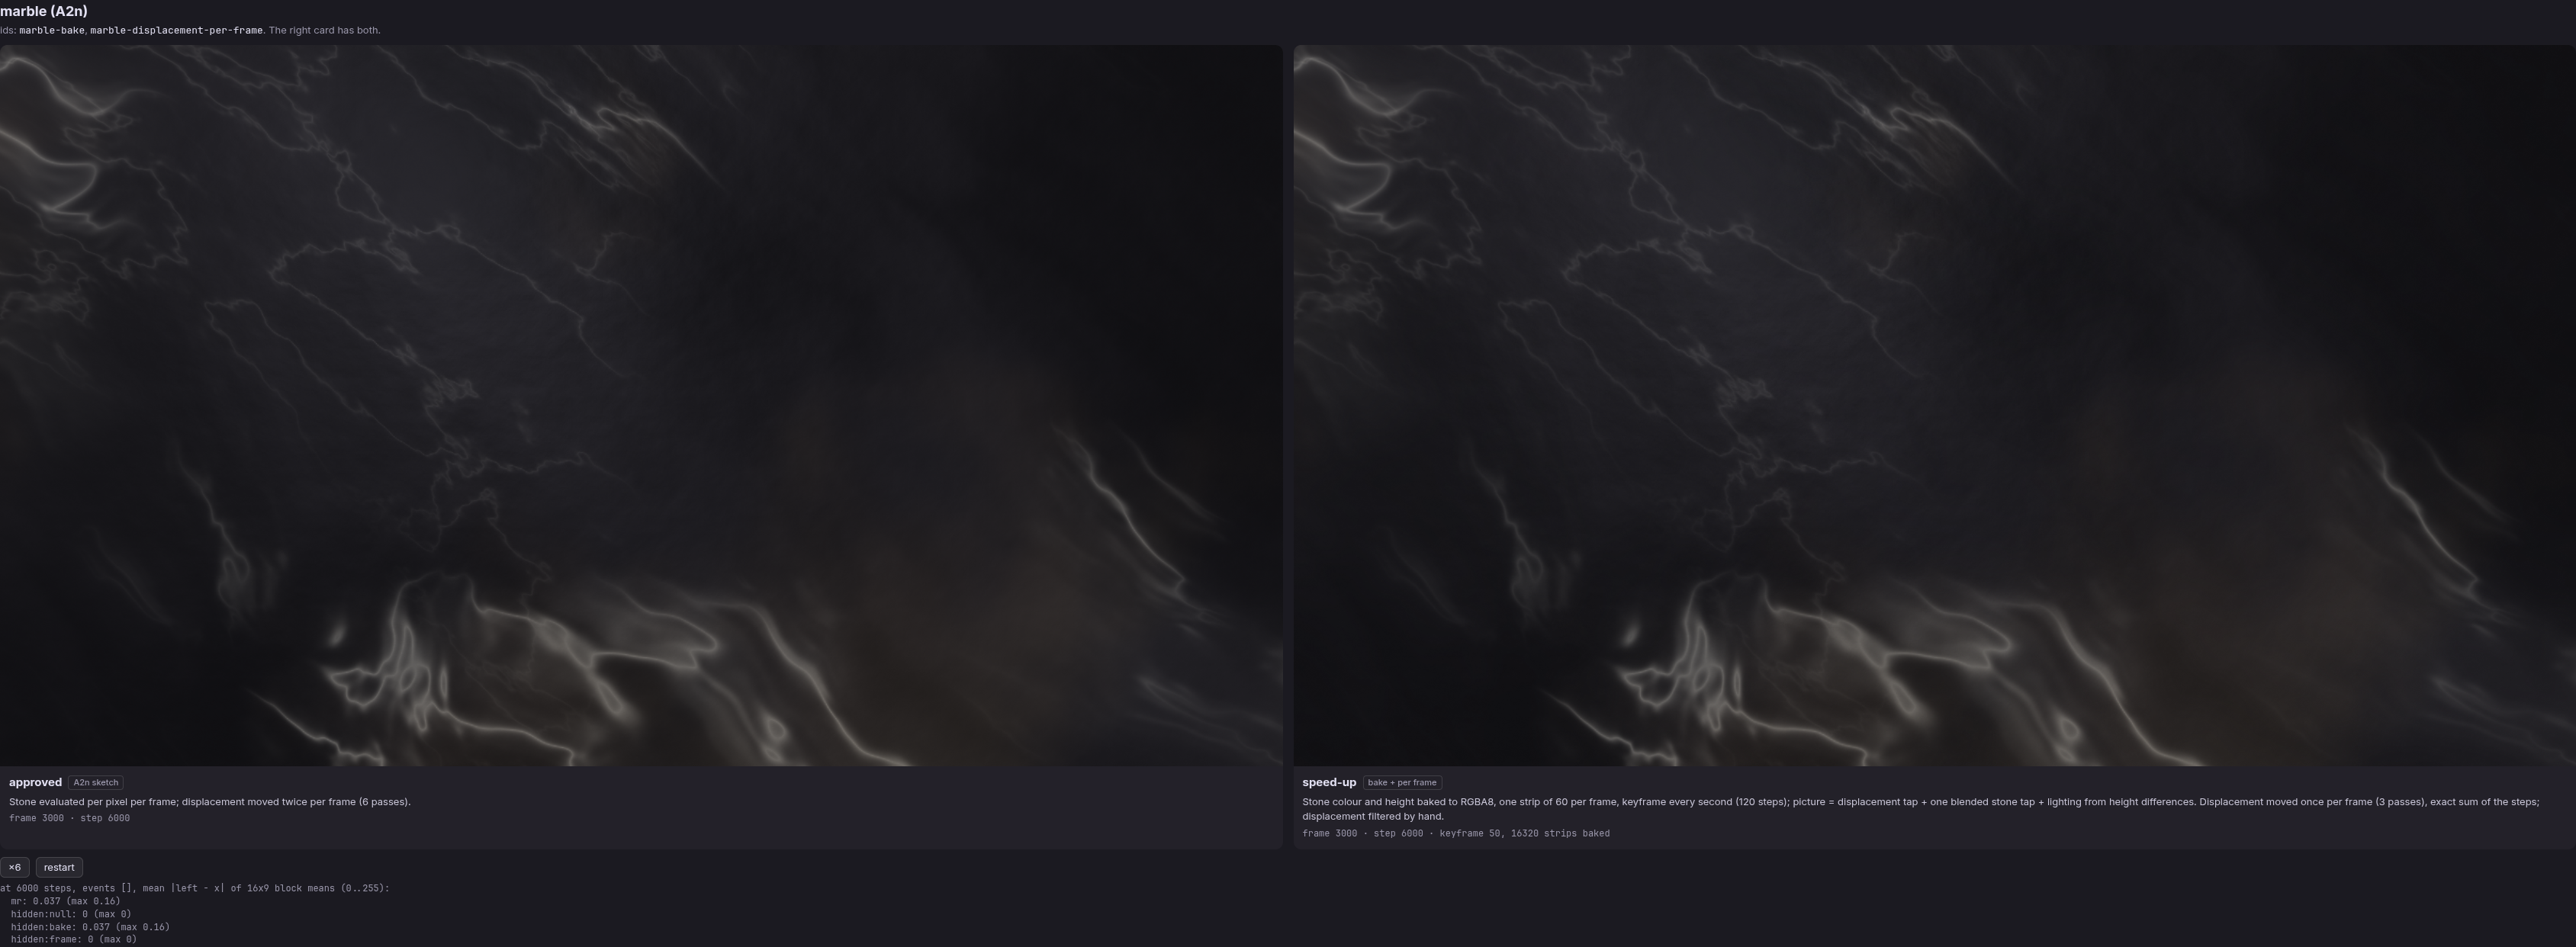 marble (A2n)
ids: marble-bake, marble-displacement-per-frame. The right card has both.
approved A2n sketch
Stone evaluated per pixel per frame; displacement moved twice per frame (6 passes).
frame 3000 · step 6000
speed-up bake + per frame
Stone colour and height baked to RGBA8, one strip of 60 per frame, keyframe every second (120 steps); picture = displacement tap + one blended stone tap + lighting from height differences. Displacement moved once per frame (3 passes), exact sum of the steps;
displacement filtered by hand.
frame 3000 · step 6000 · keyframe 50, 16320 strips baked
×6 restart
at 6000 steps, events [], mean |left - x| of 16x9 block means (0..255):
mr: 0.037 (max 0.16)
hidden:null: 0 (max 0)
hidden:bake: 0.037 (max 0.16)
hidden:frame: 0 (max 0)